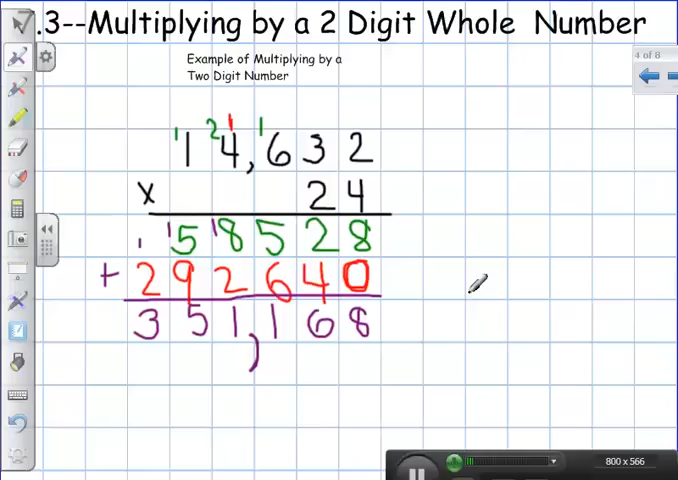 .3--Multiplying by a 2 Digit Whole Number
Example of Multiplying by a
Two Digit Number
4 of 8
1 2 1 1
14,632
x 24
1 1
58528
+ 292640
351,168
800 x 566